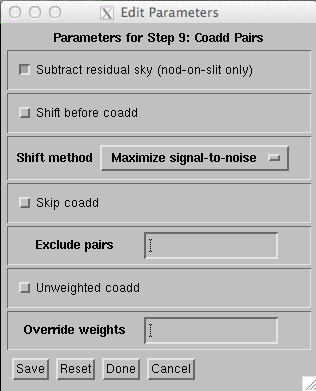 Edit Parameters
Parameters for Step 9: Coadd Pairs
Subtract residual sky (nod-on-slit only)
Shift before coadd
Shift method Maximize signal-to-noise
Skip coadd
Exclude pairs
Unweighted coadd
Override weights
Save Reset Done Cancel